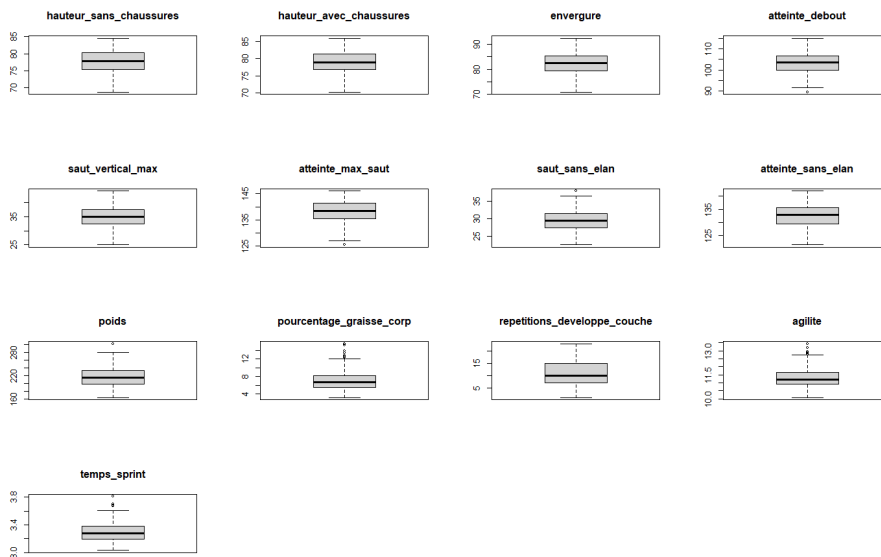 hauteur_sans_chaussures
hauteur_avec_chaussures
envergure
atteinte_debout
85
80
75
70
85
80
75
70
90
80
70
110
100
90
saut_vertical_max
atteinte_max_saut
saut_sans_elan
atteinte_sans_elan
35
25
145
135
125
35
30
25
135
125
poids
pourcentage_graisse_corp
repetitions_developpe_couche
agilite
280
220
160
12
8
4
15
5
13.0
11.5
10.0
temps_sprint
3.8
3.4
3.0